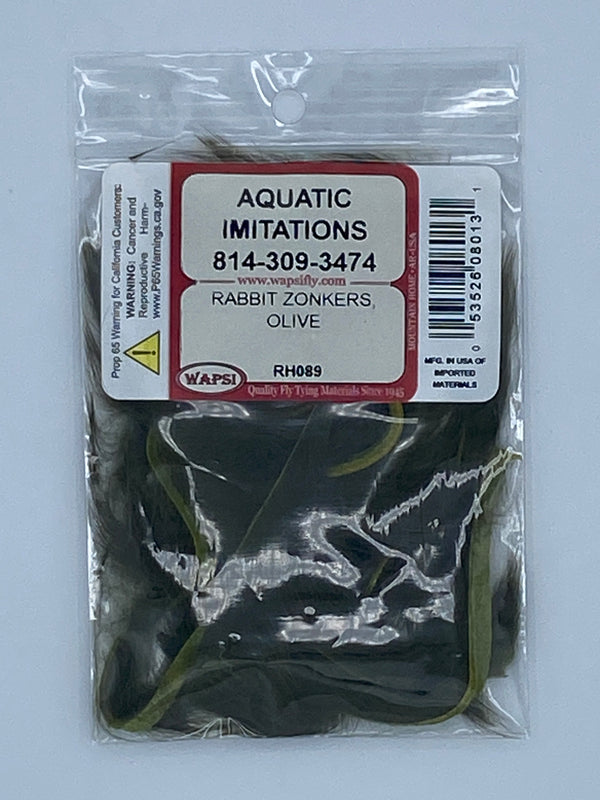 AQUATIC
IMITATIONS
814-309-3474
www.wapsifly.com
RABBIT ZONKERS,
OLIVE
RH089
WAPSI
Quality Fly Tying Materials Since 1945
MOUNTAIN HOME • AR • USA
Prop 65 Warning for California Customers:
WARNING: Cancer and
Reproductive Harm-
www.P65Warnings.ca.gov
0 53526 08013 1
MFG. IN USA OF
IMPORTED
MATERIALS